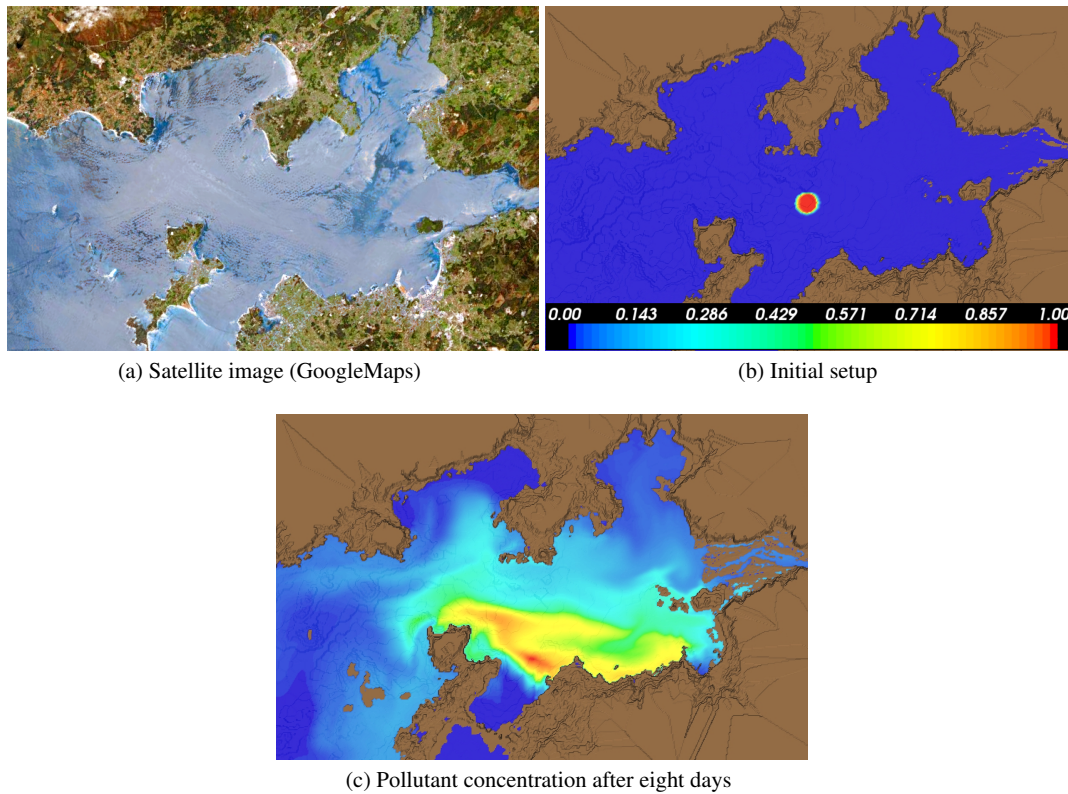 (a) Satellite image (GoogleMaps)
0.00 0.143 0.286 0.429 0.571 0.714 0.857 1.00
(b) Initial setup
(c) Pollutant concentration after eight days